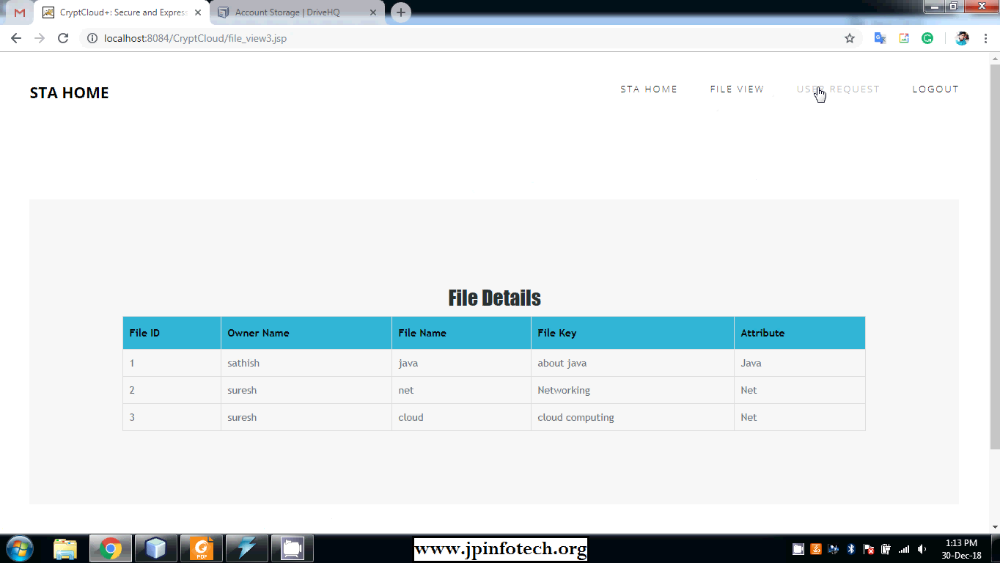 CryptCloud+: Secure and Express
Account Storage | DriveHQ
localhost:8084/CryptCloud/file_view3.jsp
STA HOME
STA HOME FILE VIEW USER REQUEST LOGOUT
File Details
File ID Owner Name File Name File Key Attribute
1 sathish java about java Java
2 suresh net Networking Net
3 suresh cloud cloud computing Net
PDF
www.jpinfotech.org
1:13 PM
30-Dec-18